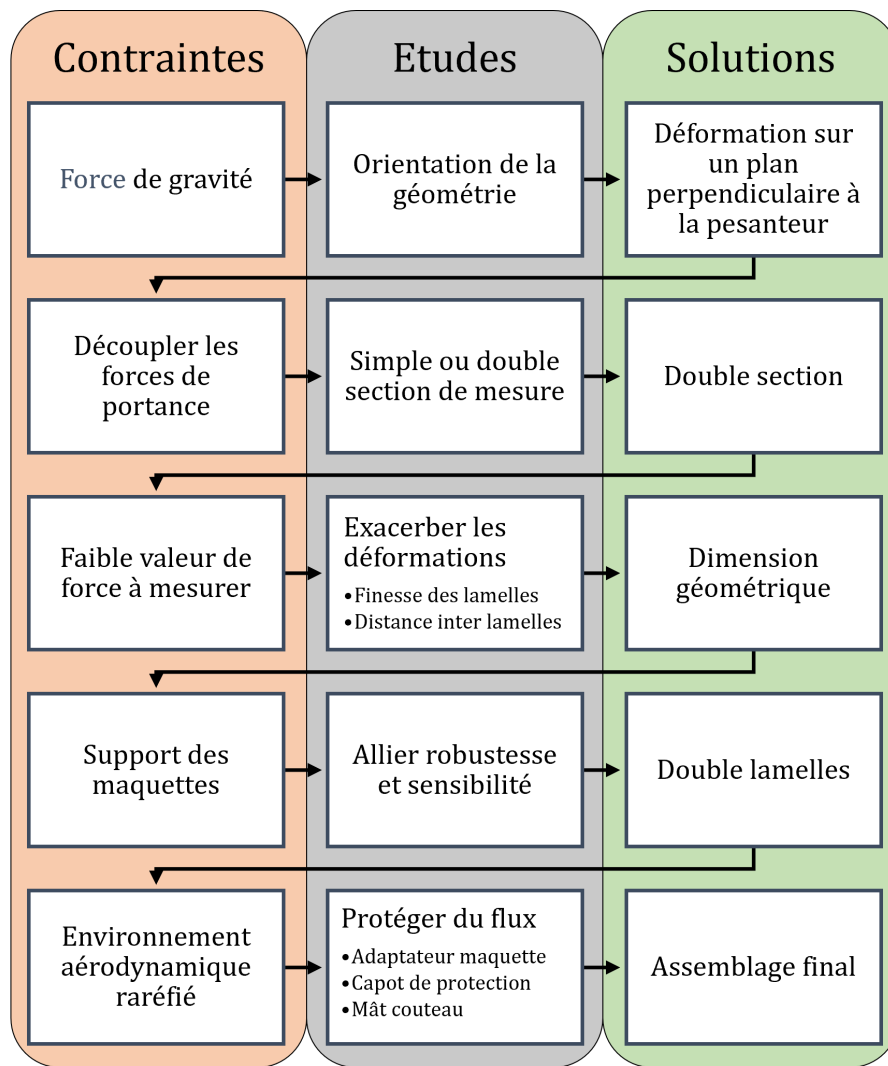 Contraintes
Etudes
Solutions
Force de gravité
Orientation de la
géométrie
Déformation sur
un plan
perpendiculaire à
la pesanteur
Découpler les
forces de
portance
Simple ou double
section de mesure
Double section
Faible valeur de
force à mesurer
Exacerber les
déformations
•Finesse des lamelles
•Distance inter lamelles
Dimension
géométrique
Support des
maquettes
Allier robustesse
et sensibilité
Double lamelles
Environnement
aérodynamique
raréfié
Protéger du flux
•Adaptateur maquette
•Capot de protection
•Mât couteau
Assemblage final